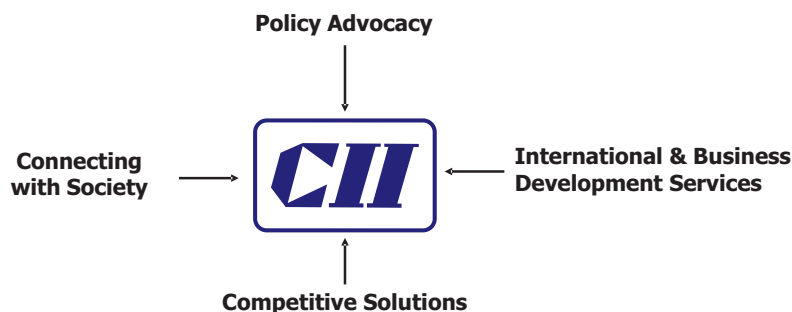 Policy Advocacy
Connecting
with Society
CII
International & Business
Development Services
Competitive Solutions